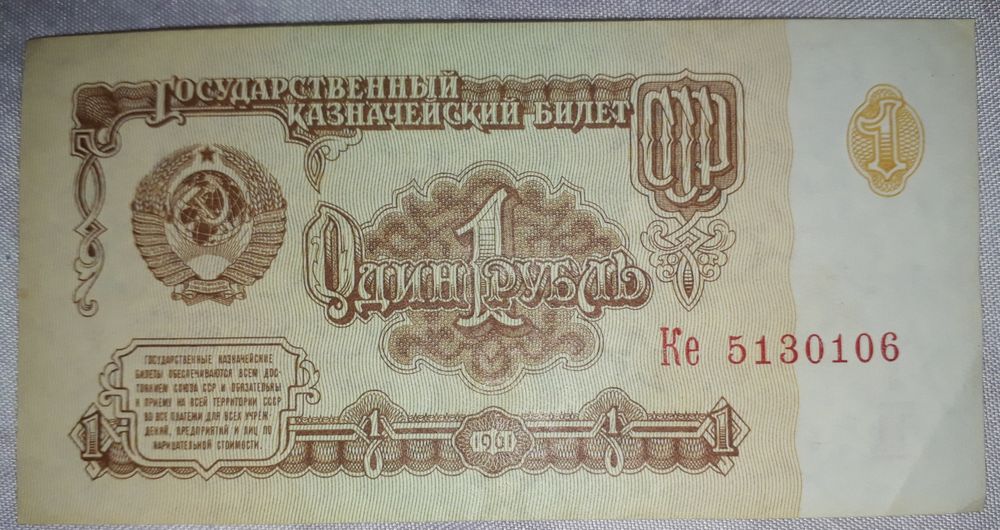 Государственный
казначейский билет
СССР
1
1
Один рубль
Ке 5130106
ГОСУДАРСТВЕННЫЕ КАЗНАЧЕЙСКИЕ
БИЛЕТЫ ОБЕСПЕЧИВАЮТСЯ ВСЕМ ДОС-
ТОЯНИЕМ СОЮЗА ССР И ОБЯЗАТЕЛЬНЫ
К ПРИЕМУ НА ВСЕЙ ТЕРРИТОРИИ СССР
ВО ВСЕ ПЛАТЕЖИ ДЛЯ ВСЕХ УЧРЕЖ-
ДЕНИЙ, ПРЕДПРИЯТИЙ И ЛИЦ ПО
НАРИЦАТЕЛЬНОЙ СТОИМОСТИ.
1 1 1961 1 1